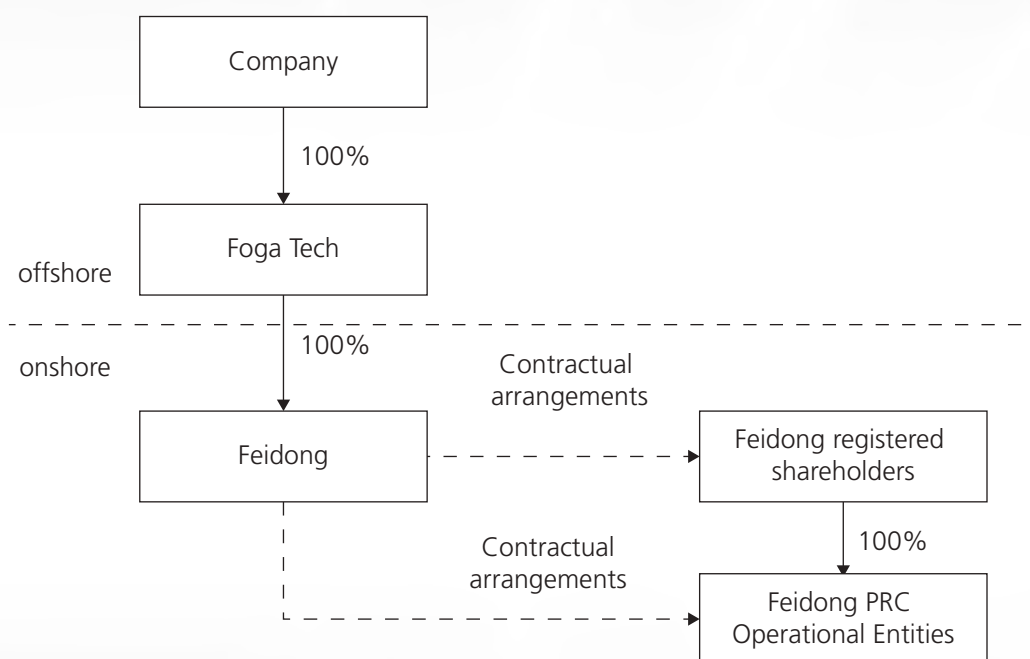 Company
100%
Foga Tech
offshore
100%
onshore
Contractual
arrangements
Feidong
Feidong registered
shareholders
100%
Contractual
arrangements
Feidong PRC
Operational Entities